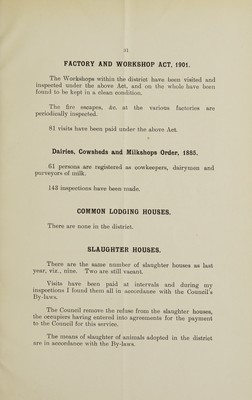 31
FACTORY AND WORKSHOP ACT, 1901.
The Workshops within the district have been visited and
inspected under the above Act, and on the whole have been
found to be kept in a clean condition.
The fire escapes, &c. at the various factories are
periodically inspected.
81 visits have been paid under the above Act.
Dairies, Cowsheds and Milkshops Order, 1885.
61 persons are registered as cowkeepers, dairymen and
purveyors of milk.
143 inspections have been made.
COMMON LODGING HOUSES.
There are none in the district.
SLAUGHTER HOUSES.
There are the same number of slaughter houses as last
year, viz., nine. Two are still vacant.
Visits have been paid at intervals and during my
inspections I found them all in accordance with the Council's
By-laws.
The Council remove the refuse from the slaughter houses,
the occupiers having entered into agreements for the payment
to the Council for this service.
The means of slaughter of animals adopted in the district
are in accordance with the By-laws.